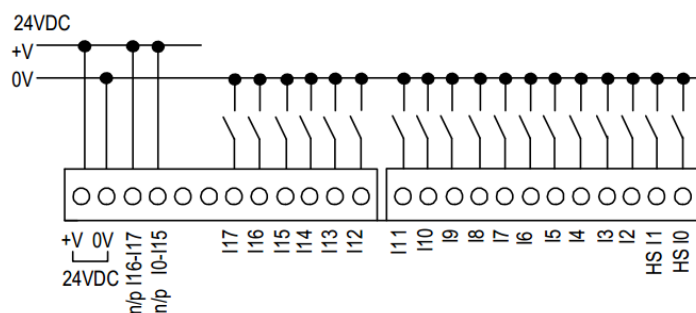 24VDC
+V
0V
+V 0V
24VDC
n/p I16-I17
n/p I0-I15
I17
I16
I15
I14
I13
I12
I11
I10
I9
I8
I7
I6
I5
I4
I3
I2
HS I1
HS I0